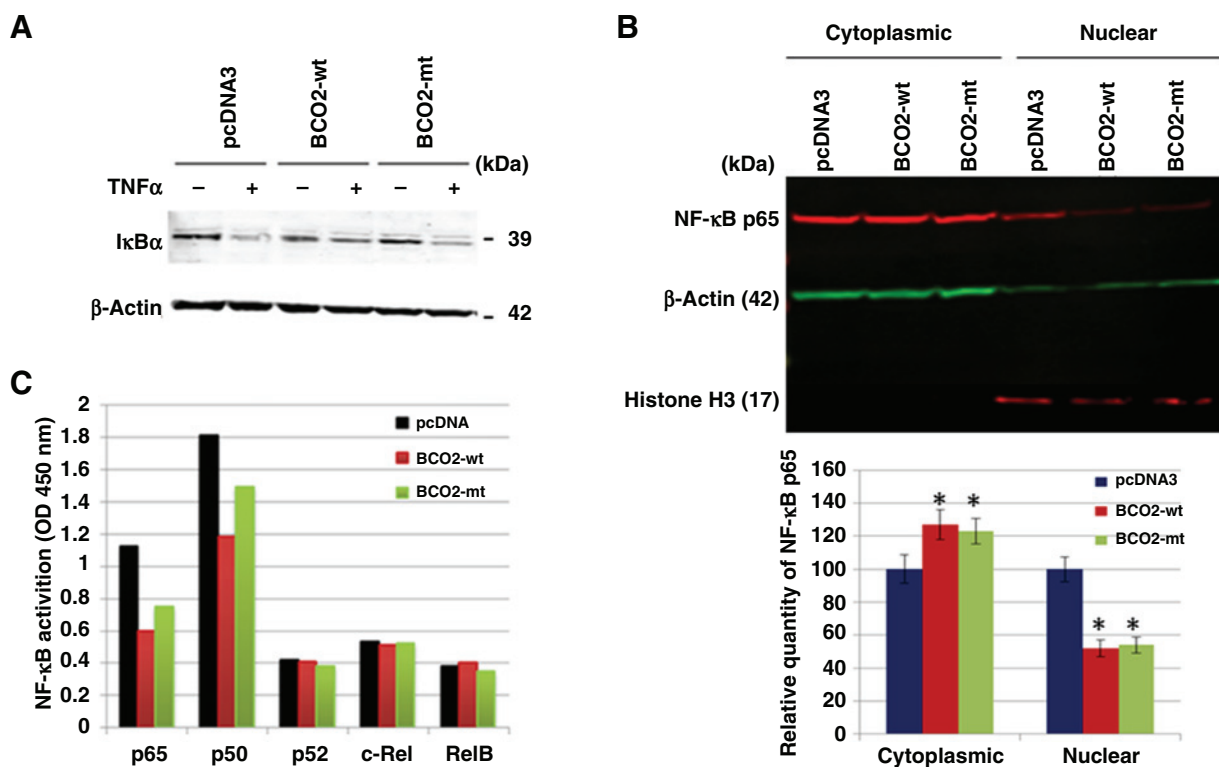 A
pcDNA3
BCO2-wt
BCO2-mt
(kDa)
TNFα – + – + – +
IκBα
- 39
β-Actin
- 42
B
Cytoplasmic Nuclear
(kDa)
pcDNA3
BCO2-wt
BCO2-mt
pcDNA3
BCO2-wt
BCO2-mt
NF-κB p65
β-Actin (42)
Histone H3 (17)
Relative quantity of NF-κB p65
160
140
120
100
80
60
40
20
0
pcDNA3
BCO2-wt
BCO2-mt
* *
* *
Cytoplasmic Nuclear
C
NF-κB activition (OD 450 nm)
2
1.8
1.6
1.4
1.2
1
0.8
0.6
0.4
0.2
0
pcDNA
BCO2-wt
BCO2-mt
p65 p50 p52 c-Rel RelB